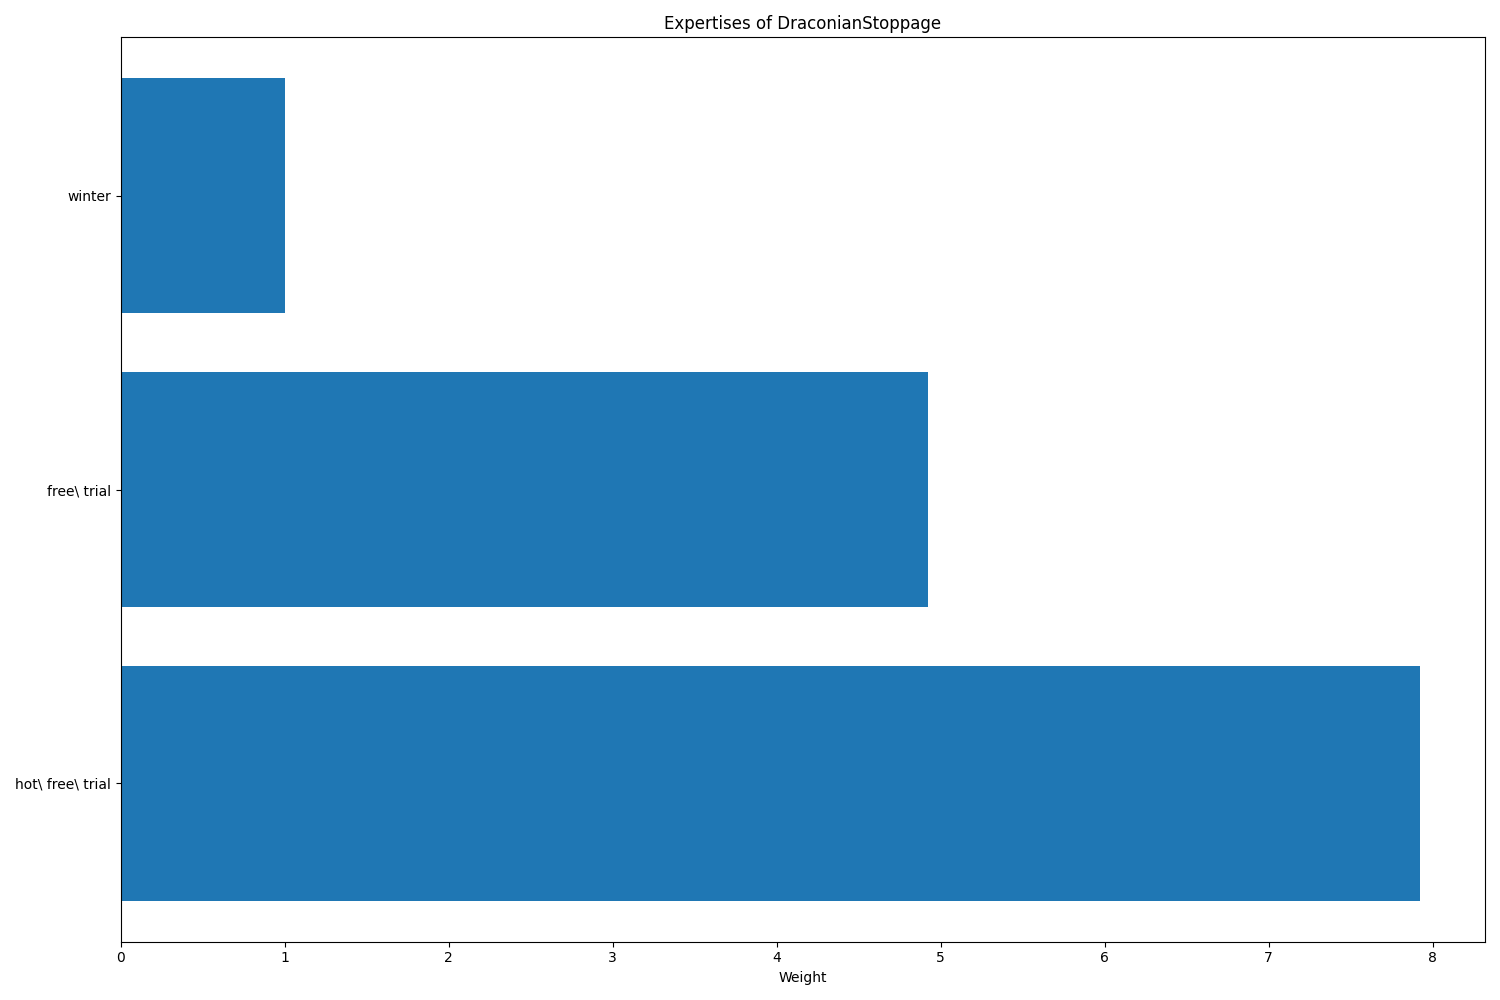 Expertises of DraconianStoppage
winter
free\ trial
hot\ free\ trial
0 1 2 3 4 5 6 7 8
Weight